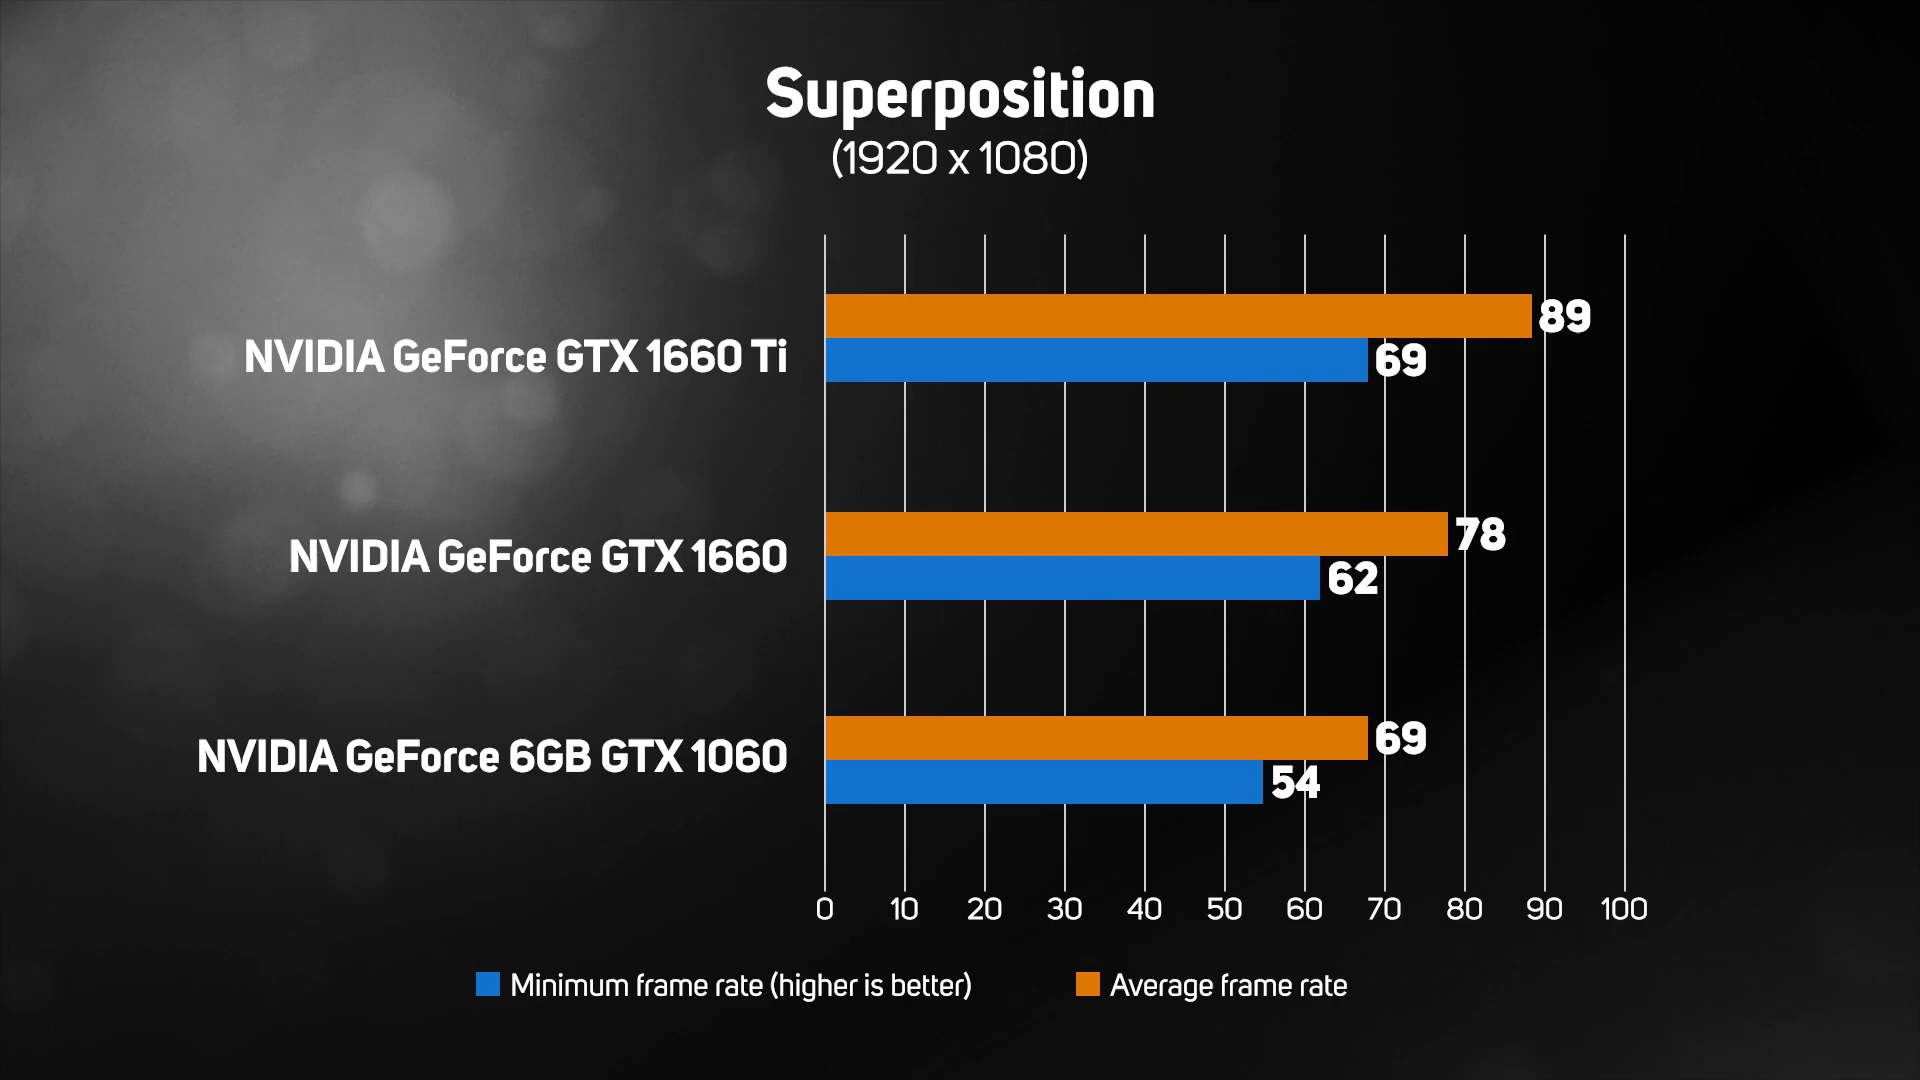 Superposition
(1920 x 1080)
NVIDIA GeForce GTX 1660 Ti
89
69
NVIDIA GeForce GTX 1660
78
62
NVIDIA GeForce 6GB GTX 1060
69
54
0 10 20 30 40 50 60 70 80 90 100
Minimum frame rate (higher is better) Average frame rate